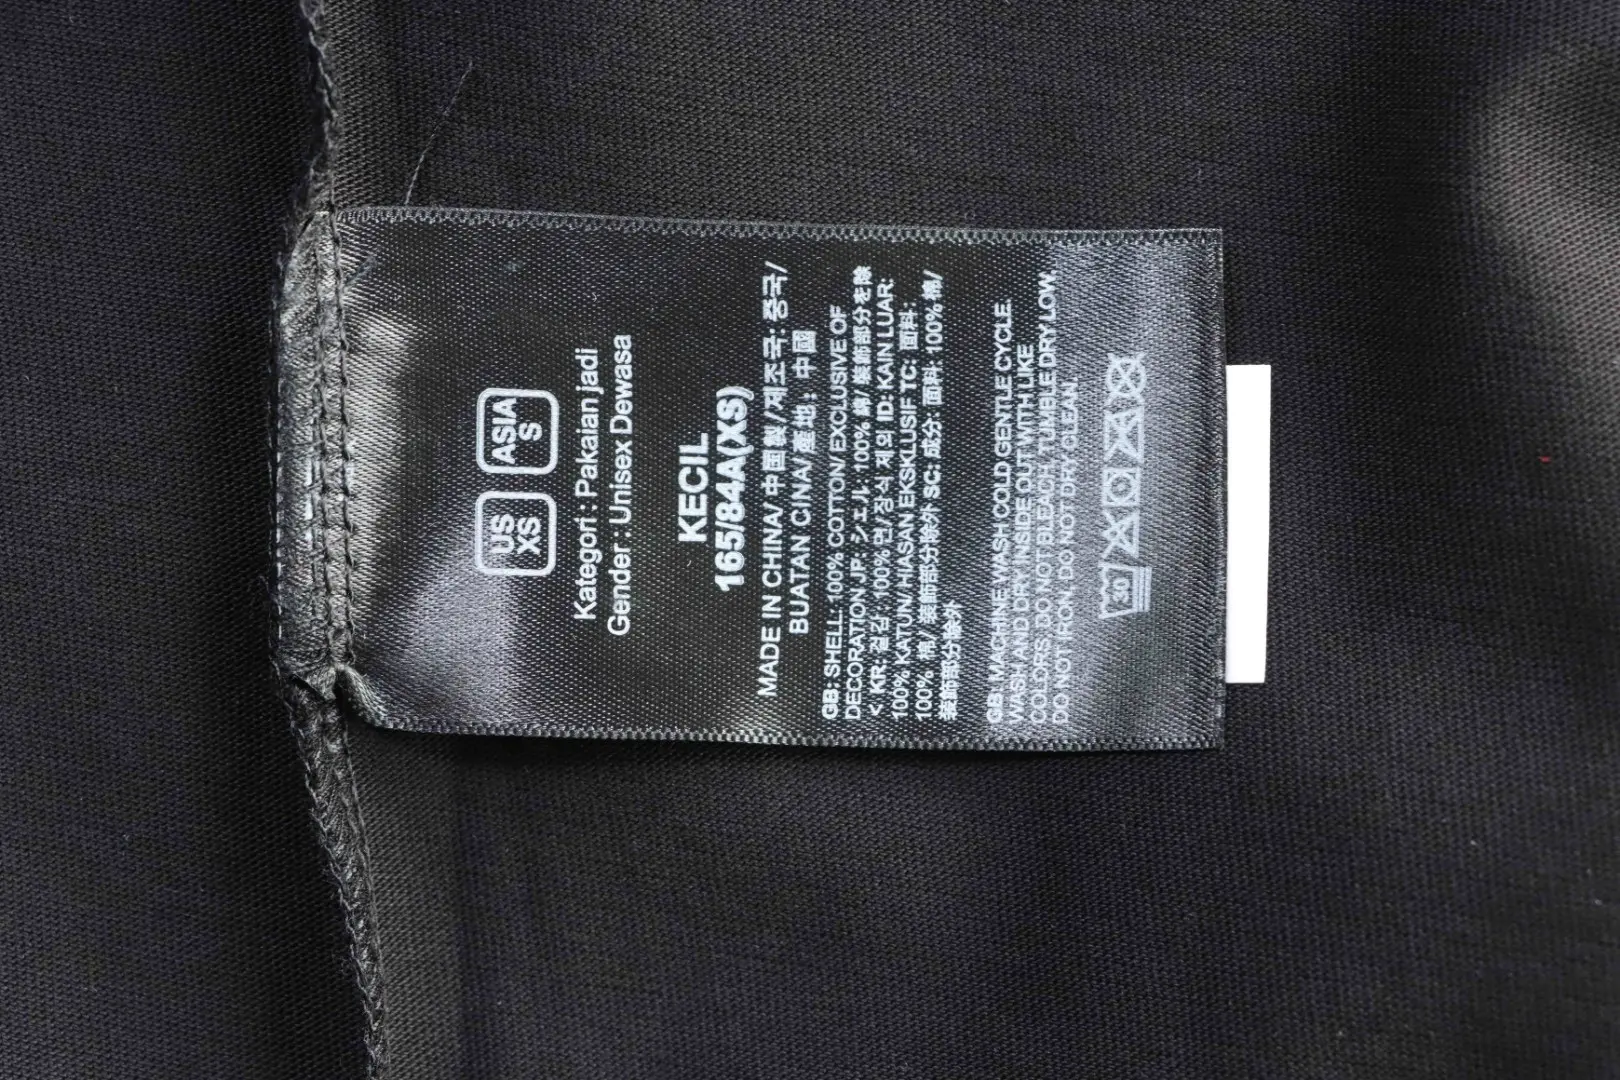 US
XS
ASIA
S
Kategori : Pakaian jadi
Gender : Unisex Dewasa
KECIL
165/84A(XS)
MADE IN CHINA/中國製/제조국: 중국/
BUATAN CINA/產地: 中國
GB: SHELL: 100% COTTON/ EXCLUSIVE OF
DECORATION JP: シェル: 100% 綿/ 装飾部分を除
く KR: 겉감: 100% 면/장식 제외 ID: KAIN LUAR:
100% KATUN/ HIASAN EKSKLUSIF TC: 面料:
100% 棉/ 裝飾部分除外 SC: 成分: 面料: 100% 棉/
装飾部分除外
GB: MACHINE WASH COLD GENTLE CYCLE.
WASH AND DRY INSIDE OUT WITH LIKE
COLORS. DO NOT BLEACH. TUMBLE DRY LOW.
DO NOT IRON. DO NOT DRY CLEAN.
30